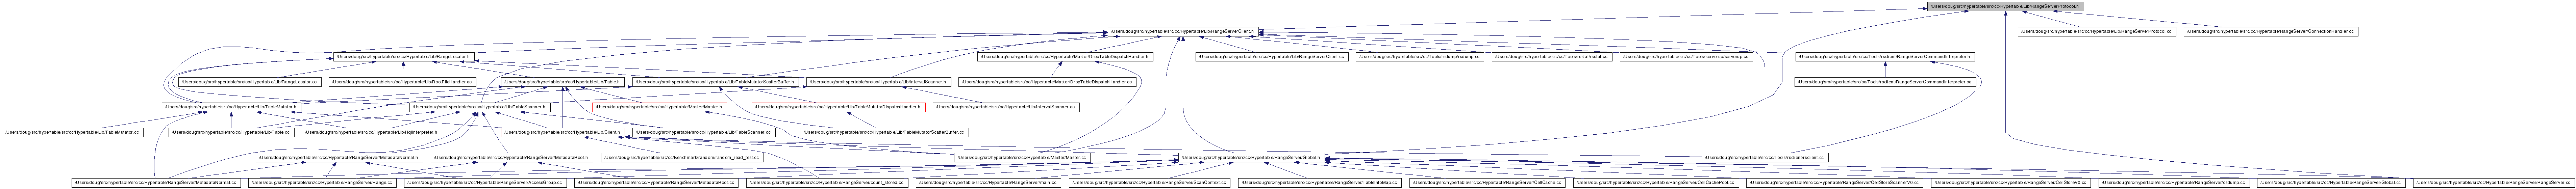 /Users/doug/src/hypertable/src/cc/Hypertable/Lib/RangeServerProtocol.h
/Users/doug/src/hypertable/src/cc/Hypertable/Lib/RangeServerClient.h
/Users/doug/src/hypertable/src/cc/Hypertable/Lib/RangeServerProtocol.cc
/Users/doug/src/hypertable/src/cc/Hypertable/RangeServer/ConnectionHandler.cc
/Users/doug/src/hypertable/src/cc/Hypertable/Lib/RangeLocator.h
/Users/doug/src/hypertable/src/cc/Hypertable/Master/DropTableDispatchHandler.h
/Users/doug/src/hypertable/src/cc/Hypertable/Lib/RangeServerClient.cc
/Users/doug/src/hypertable/src/cc/Tools/rsdump/rsdump.cc
/Users/doug/src/hypertable/src/cc/Tools/rstat/rsstat.cc
/Users/doug/src/hypertable/src/cc/Tools/serverup/serverup.cc
/Users/doug/src/hypertable/src/cc/Tools/rsclient/RangeServerCommandInterpreter.h
/Users/doug/src/hypertable/src/cc/Hypertable/Lib/RangeLocator.cc
/Users/doug/src/hypertable/src/cc/Hypertable/Lib/RootFileHandler.cc
/Users/doug/src/hypertable/src/cc/Hypertable/Lib/Table.h
/Users/doug/src/hypertable/src/cc/Hypertable/Lib/TableMutatorScatterBuffer.h
/Users/doug/src/hypertable/src/cc/Hypertable/Lib/IntervalScanner.h
/Users/doug/src/hypertable/src/cc/Hypertable/Master/DropTableDispatchHandler.cc
/Users/doug/src/hypertable/src/cc/Tools/rsclient/RangeServerCommandInterpreter.cc
/Users/doug/src/hypertable/src/cc/Hypertable/Lib/TableMutator.h
/Users/doug/src/hypertable/src/cc/Hypertable/Lib/TableScanner.h
/Users/doug/src/hypertable/src/cc/Hypertable/Master/Master.h
/Users/doug/src/hypertable/src/cc/Hypertable/Lib/TableMutatorDispatchHandler.h
/Users/doug/src/hypertable/src/cc/Hypertable/Lib/IntervalScanner.cc
/Users/doug/src/hypertable/src/cc/Hypertable/Lib/TableMutator.cc
/Users/doug/src/hypertable/src/cc/Hypertable/Lib/Table.cc
/Users/doug/src/hypertable/src/cc/Hypertable/Lib/HqlInterpreter.h
/Users/doug/src/hypertable/src/cc/Hypertable/Lib/Client.h
/Users/doug/src/hypertable/src/cc/Hypertable/Lib/TableScanner.cc
/Users/doug/src/hypertable/src/cc/Hypertable/Lib/TableMutatorScatterBuffer.cc
/Users/doug/src/hypertable/src/cc/Hypertable/RangeServer/MetadataNormal.h
/Users/doug/src/hypertable/src/cc/Hypertable/RangeServer/MetadataRoot.h
/Users/doug/src/hypertable/src/cc/Benchmark/random/random_read_test.cc
/Users/doug/src/hypertable/src/cc/Hypertable/Master/Master.cc
/Users/doug/src/hypertable/src/cc/Hypertable/RangeServer/Global.h
/Users/doug/src/hypertable/src/cc/Tools/rsclient/rsclient.cc
/Users/doug/src/hypertable/src/cc/Hypertable/RangeServer/MetadataNormal.cc
/Users/doug/src/hypertable/src/cc/Hypertable/RangeServer/Range.cc
/Users/doug/src/hypertable/src/cc/Hypertable/RangeServer/AccessGroup.cc
/Users/doug/src/hypertable/src/cc/Hypertable/RangeServer/MetadataRoot.cc
/Users/doug/src/hypertable/src/cc/Hypertable/RangeServer/count_stored.cc
/Users/doug/src/hypertable/src/cc/Hypertable/RangeServer/main.cc
/Users/doug/src/hypertable/src/cc/Hypertable/RangeServer/ScanContext.cc
/Users/doug/src/hypertable/src/cc/Hypertable/RangeServer/TableInfoMap.cc
/Users/doug/src/hypertable/src/cc/Hypertable/RangeServer/CellCache.cc
/Users/doug/src/hypertable/src/cc/Hypertable/RangeServer/CellCachePool.cc
/Users/doug/src/hypertable/src/cc/Hypertable/RangeServer/CellStoreScannerV0.cc
/Users/doug/src/hypertable/src/cc/Hypertable/RangeServer/CellStoreV0.cc
/Users/doug/src/hypertable/src/cc/Hypertable/RangeServer/csdump.cc
/Users/doug/src/hypertable/src/cc/Hypertable/RangeServer/Global.cc
/Users/doug/src/hypertable/src/cc/Hypertable/RangeServer/RangeServer.cc